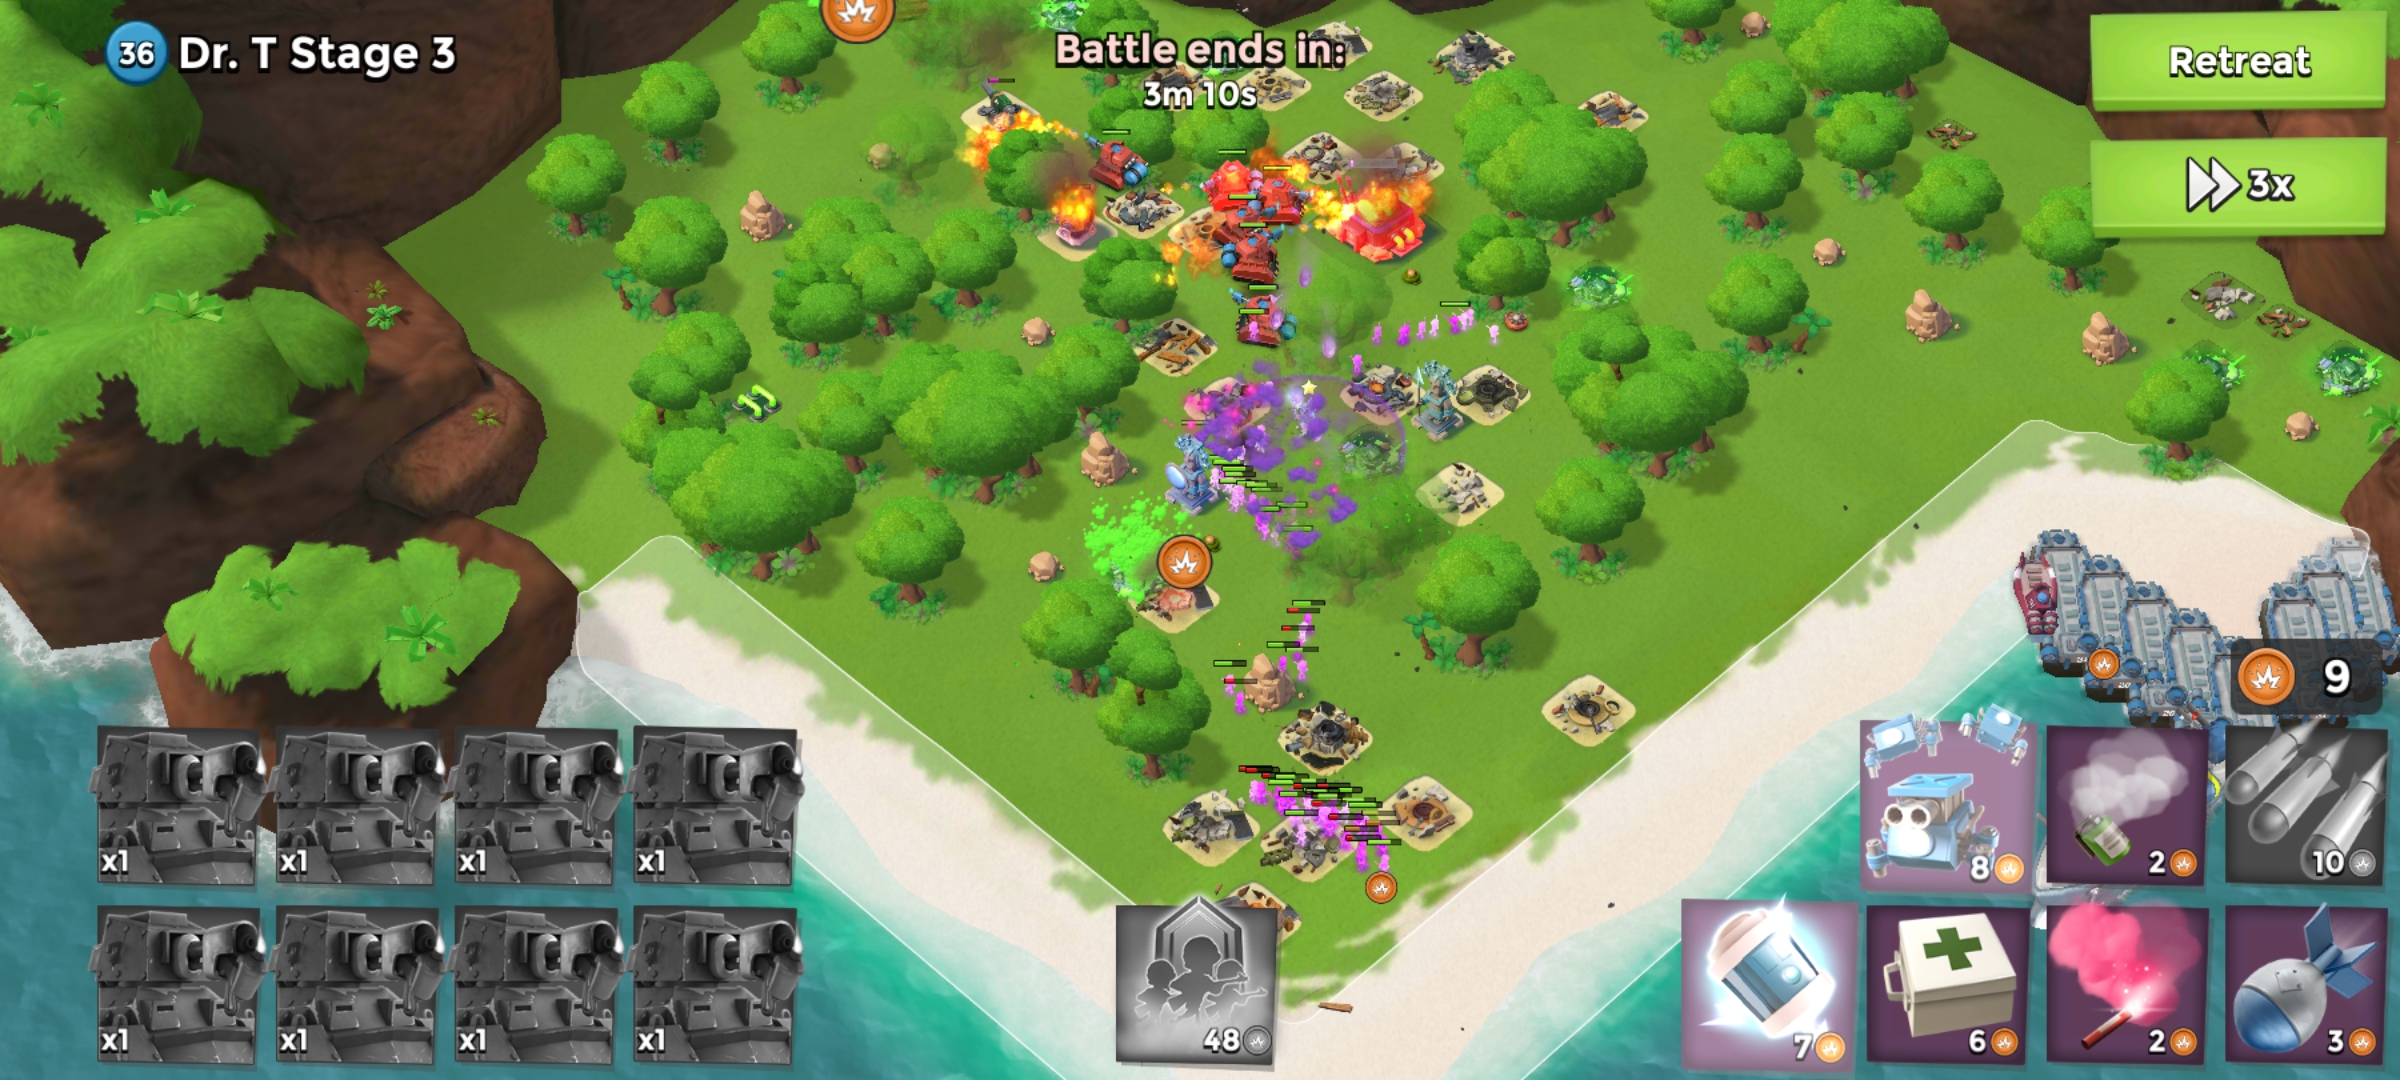 36 Dr. T Stage 3
Battle ends in:
3m 10s
Retreat
3x
9
x1 x1 x1 x1
8 2 10
x1 x1 x1 x1
48
7 6 2 3